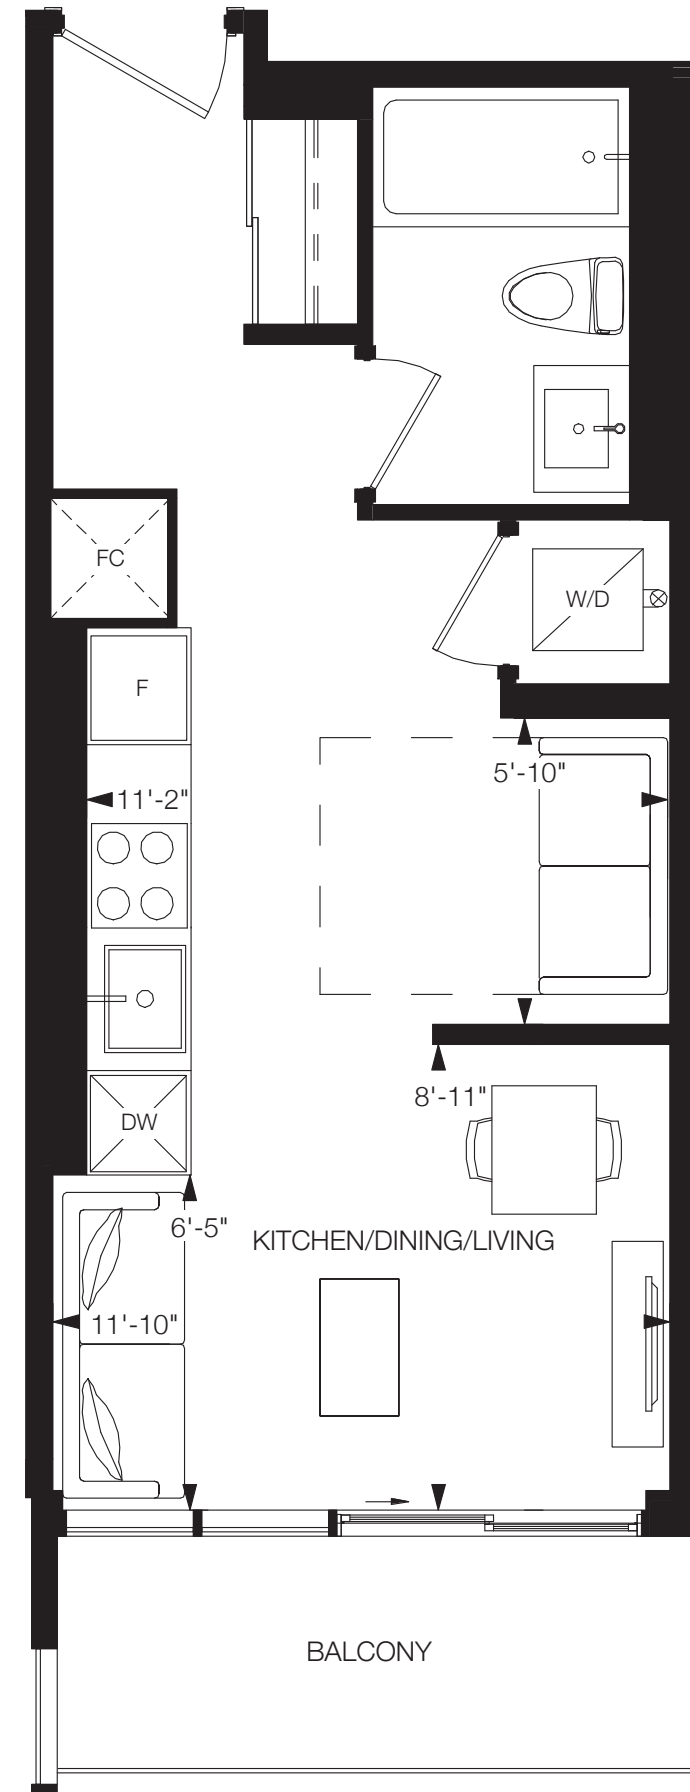 FC
W/D
F
5'-10"
11'-2"
8'-11"
DW
6'-5"
KITCHEN/DINING/LIVING
11'-10"
BALCONY